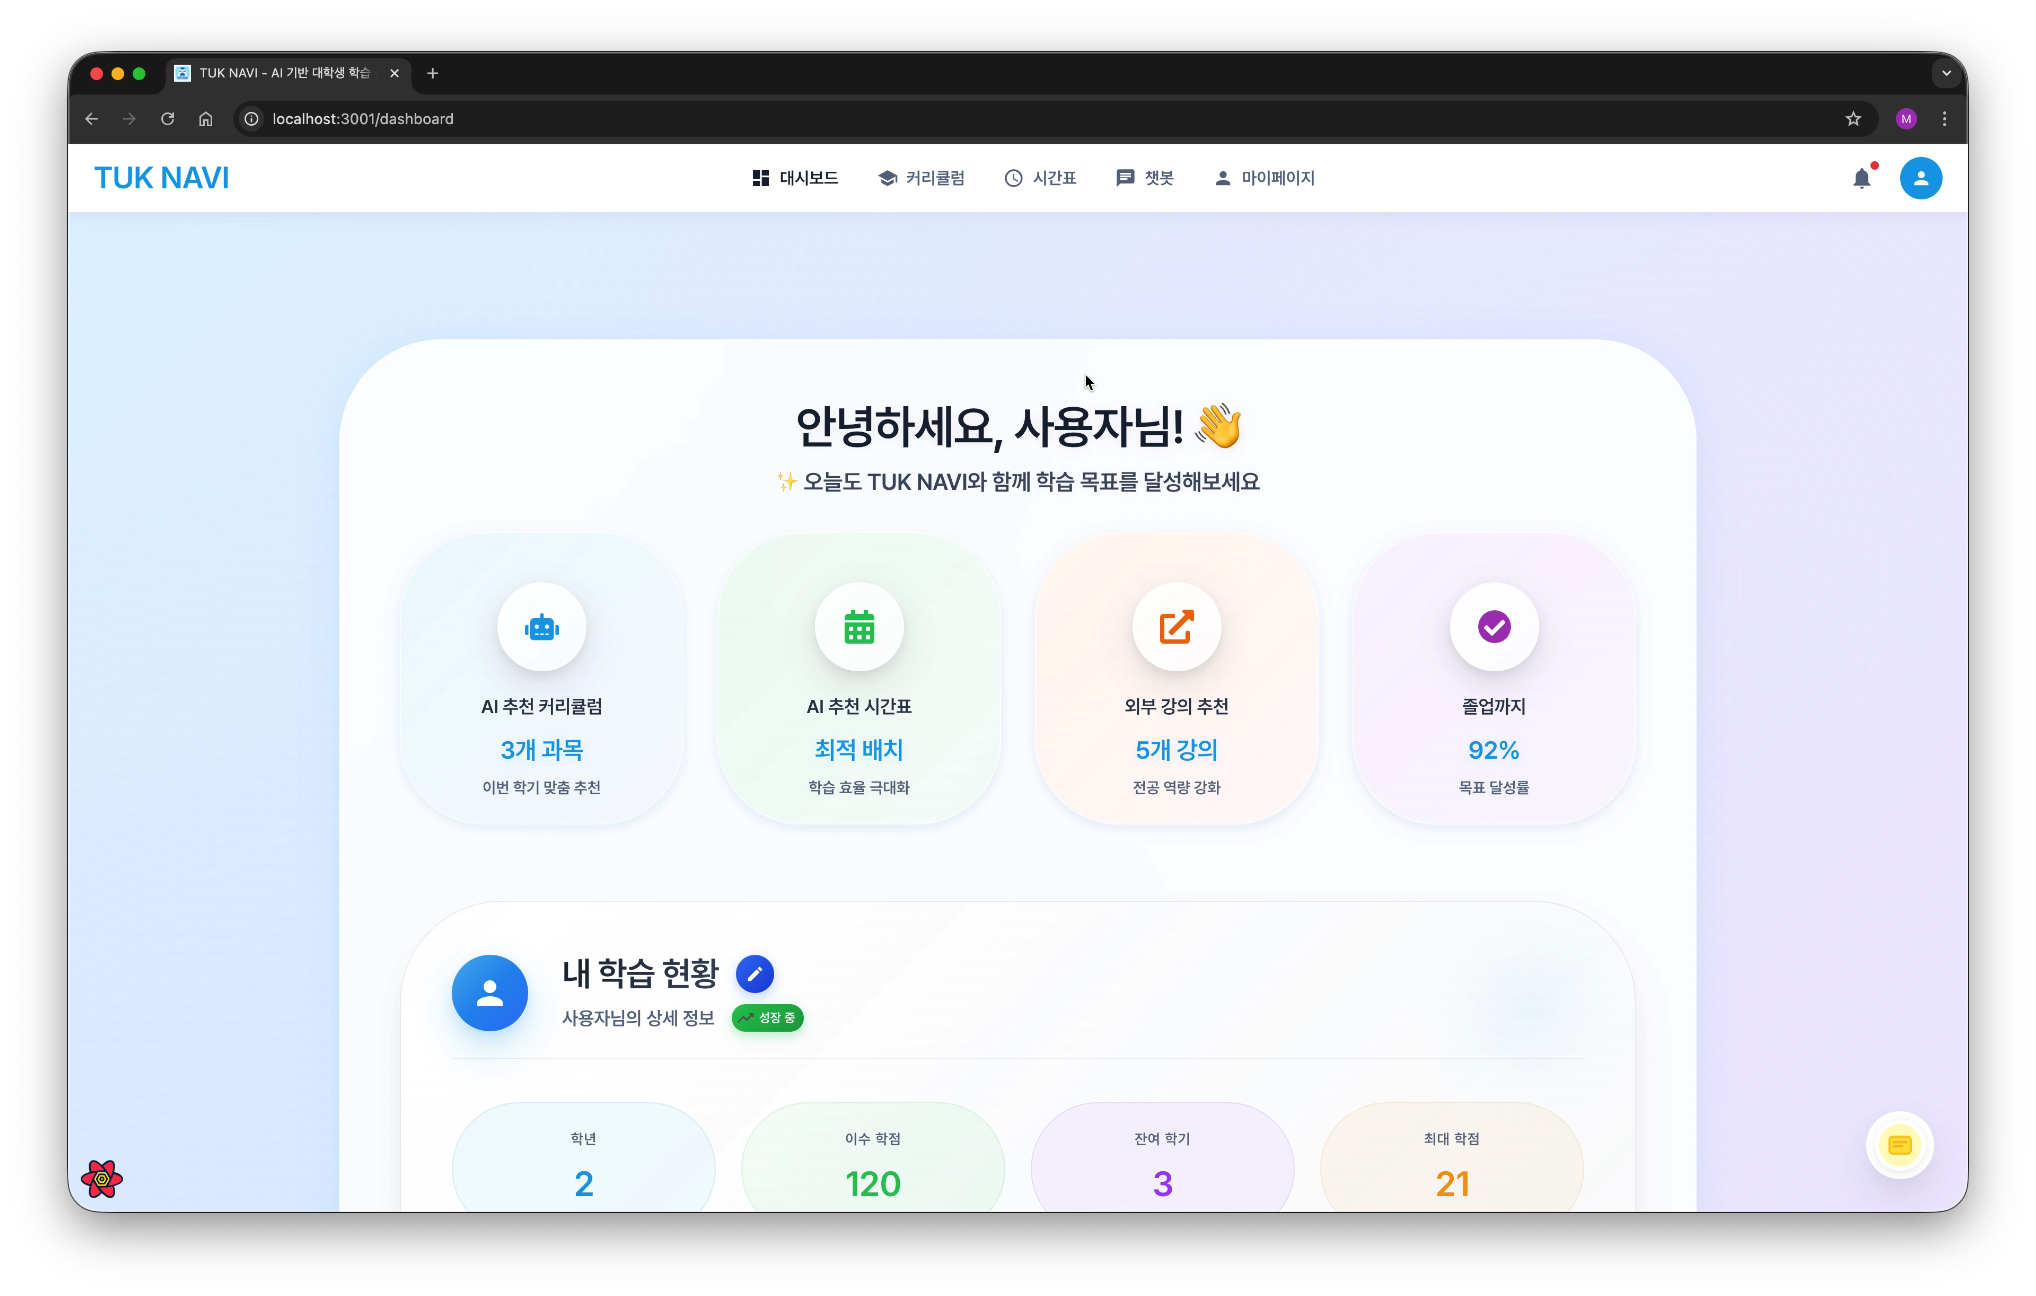 TUK NAVI - AI 기반 대학생 학습
localhost:3001/dashboard
M
TUK NAVI
대시보드
커리큘럼
시간표
챗봇
마이페이지
안녕하세요, 사용자님! 👋
✨ 오늘도 TUK NAVI와 함께 학습 목표를 달성해보세요
AI 추천 커리큘럼
3개 과목
이번 학기 맞춤 추천
AI 추천 시간표
최적 배치
학습 효율 극대화
외부 강의 추천
5개 강의
전공 역량 강화
졸업까지
92%
목표 달성률
내 학습 현황
사용자님의 상세 정보
성장 중
학년
2
이수 학점
120
잔여 학기
3
최대 학점
21